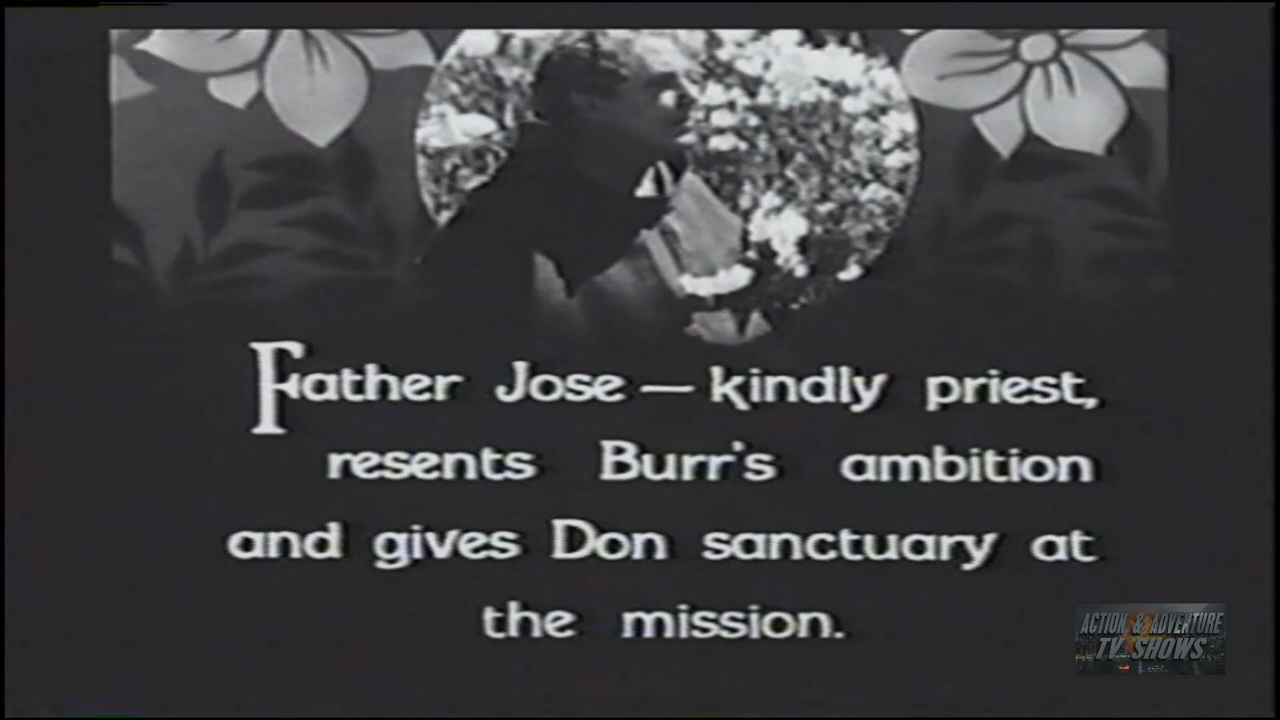 Father Jose — kindly priest,
resents Burr's ambition
and gives Don sanctuary at
the mission.
ACTION & ADVENTURE
TV SHOWS